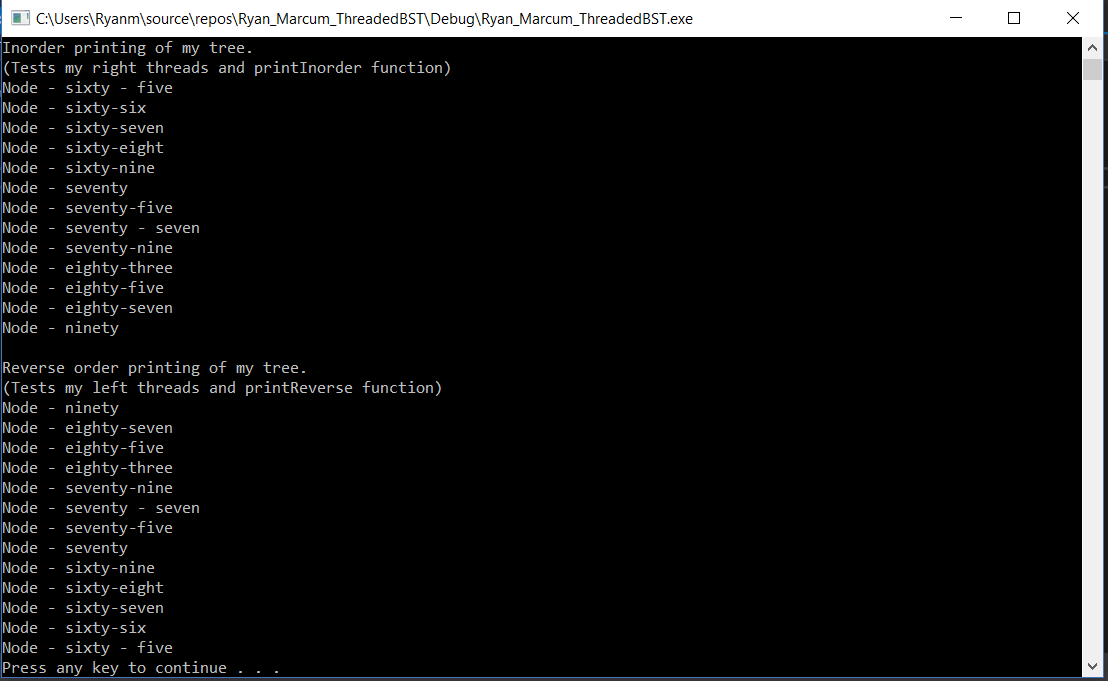 C:\Users\Ryanm\source\repos\Ryan_Marcum_ThreadedBST\Debug\Ryan_Marcum_ThreadedBST.exe
Inorder printing of my tree.
(Tests my right threads and printInorder function)
Node - sixty - five
Node - sixty-six
Node - sixty-seven
Node - sixty-eight
Node - sixty-nine
Node - seventy
Node - seventy-five
Node - seventy - seven
Node - seventy-nine
Node - eighty-three
Node - eighty-five
Node - eighty-seven
Node - ninety

Reverse order printing of my tree.
(Tests my left threads and printReverse function)
Node - ninety
Node - eighty-seven
Node - eighty-five
Node - eighty-three
Node - seventy-nine
Node - seventy - seven
Node - seventy-five
Node - seventy
Node - sixty-nine
Node - sixty-eight
Node - sixty-seven
Node - sixty-six
Node - sixty - five
Press any key to continue . . .